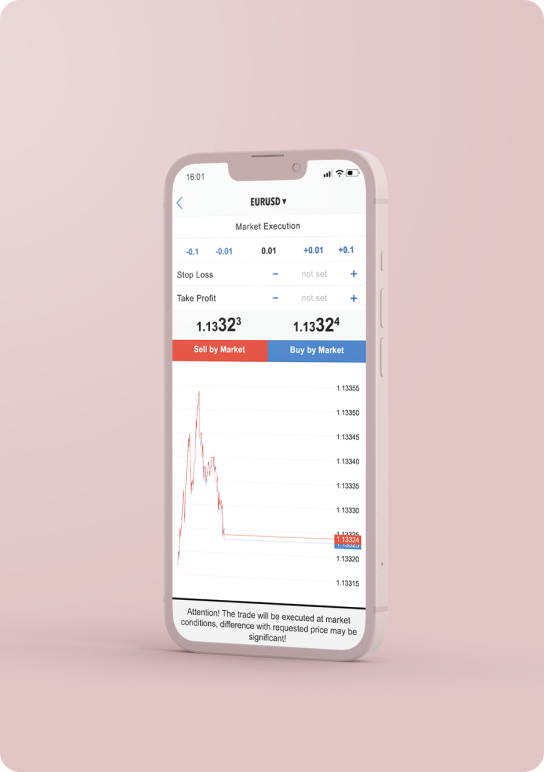 16:01
EURUSD
Market Execution
-0.1 -0.01 0.01 +0.01 +0.1
Stop Loss − not set +
Take Profit − not set +
1.13323 1.13324
Sell by Market Buy by Market
1.13355
1.13350
1.13345
1.13340
1.13335
1.13330
1.13324
1.13320
1.13315
Attention! The trade will be executed at market
conditions, difference with requested price may be
significant!